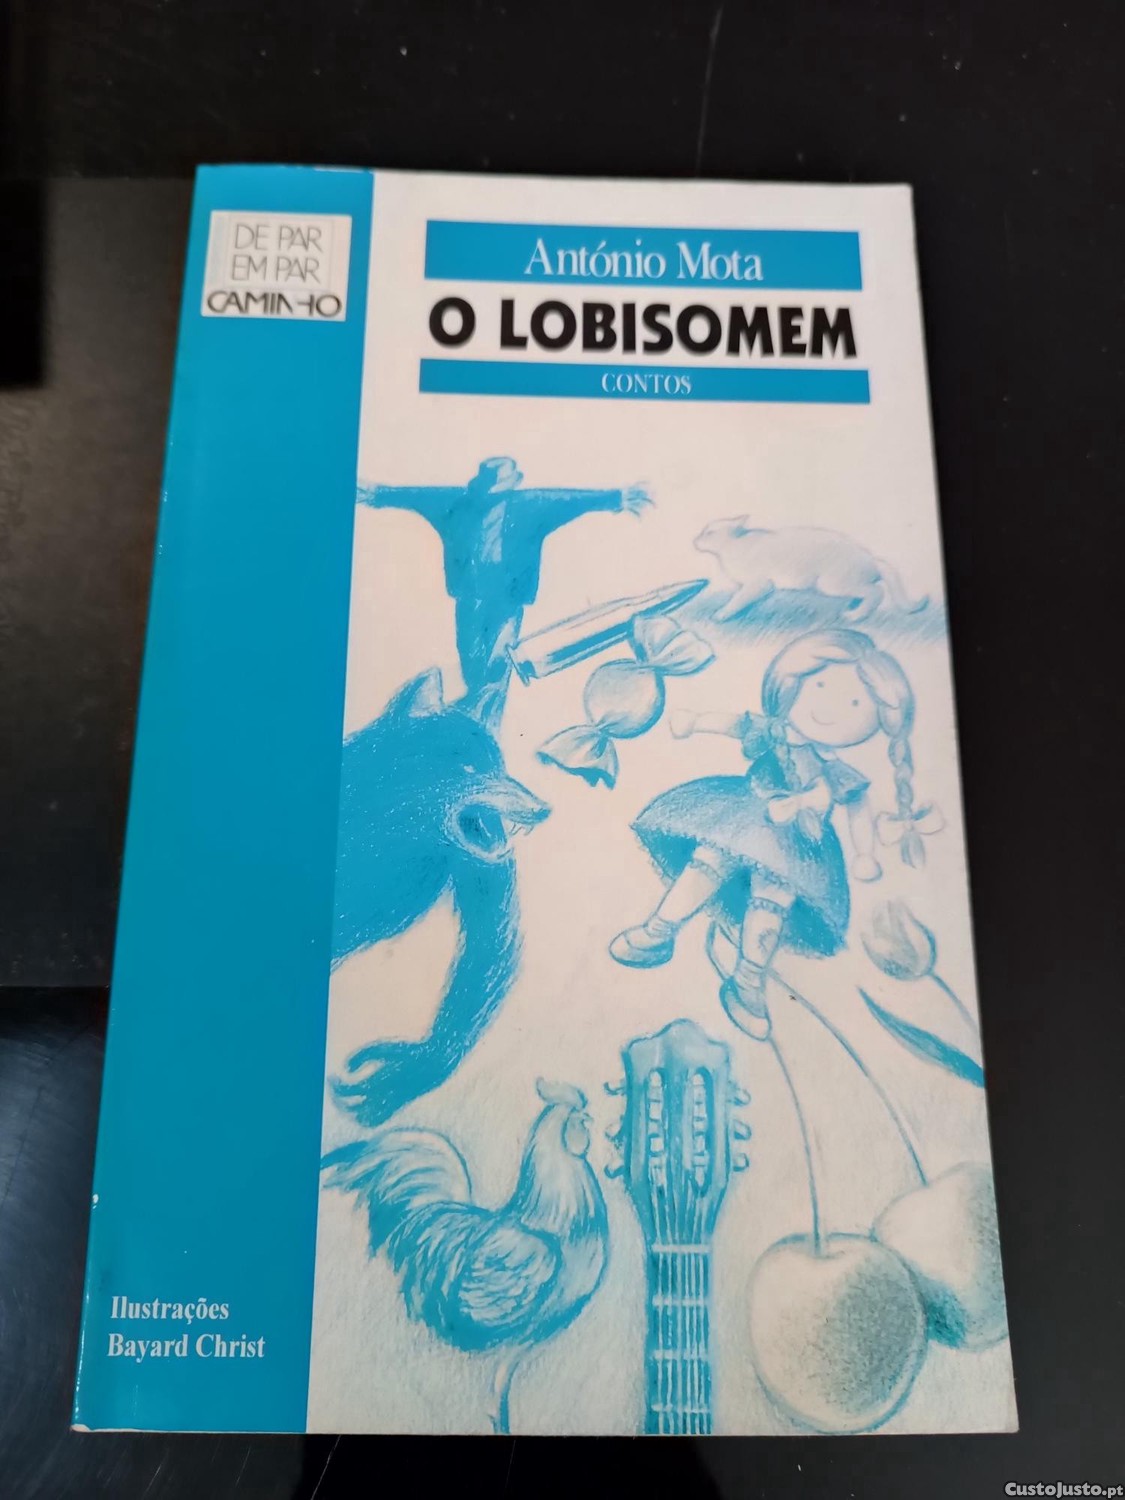 DE PAR
EM PAR
CAMINHO
António Mota
O LOBISOMEM
CONTOS
Ilustrações
Bayard Christ
CustoJusto.pt